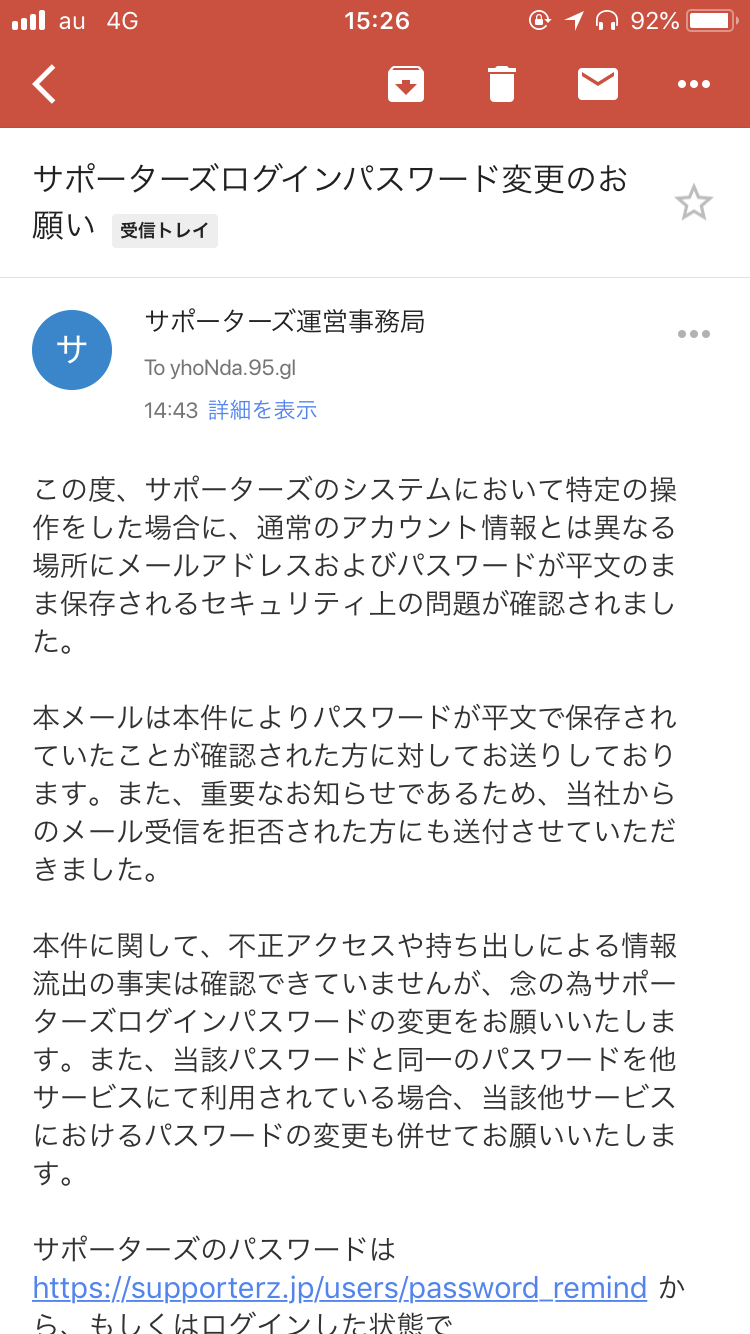 au 4G 15:26 92%
サポーターズログインパスワード変更のお
願い 受信トレイ
サ
サポーターズ運営事務局
To yhoNda.95.gl
14:43 詳細を表示
この度、サポーターズのシステムにおいて特定の操
作をした場合に、通常のアカウント情報とは異なる
場所にメールアドレスおよびパスワードが平文のま
ま保存されるセキュリティ上の問題が確認されまし
た。
本メールは本件によりパスワードが平文で保存され
ていたことが確認された方に対してお送りしており
ます。また、重要なお知らせであるため、当社から
のメール受信を拒否された方にも送付させていただ
きました。
本件に関して、不正アクセスや持ち出しによる情報
流出の事実は確認できていませんが、念の為サポー
ターズログインパスワードの変更をお願いいたしま
す。また、当該パスワードと同一のパスワードを他
サービスにて利用されている場合、当該他サービス
におけるパスワードの変更も併せてお願いいたしま
す。
サポーターズのパスワードは
https://supporterz.jp/users/password_remind か
ら、もしくはログインした状態で